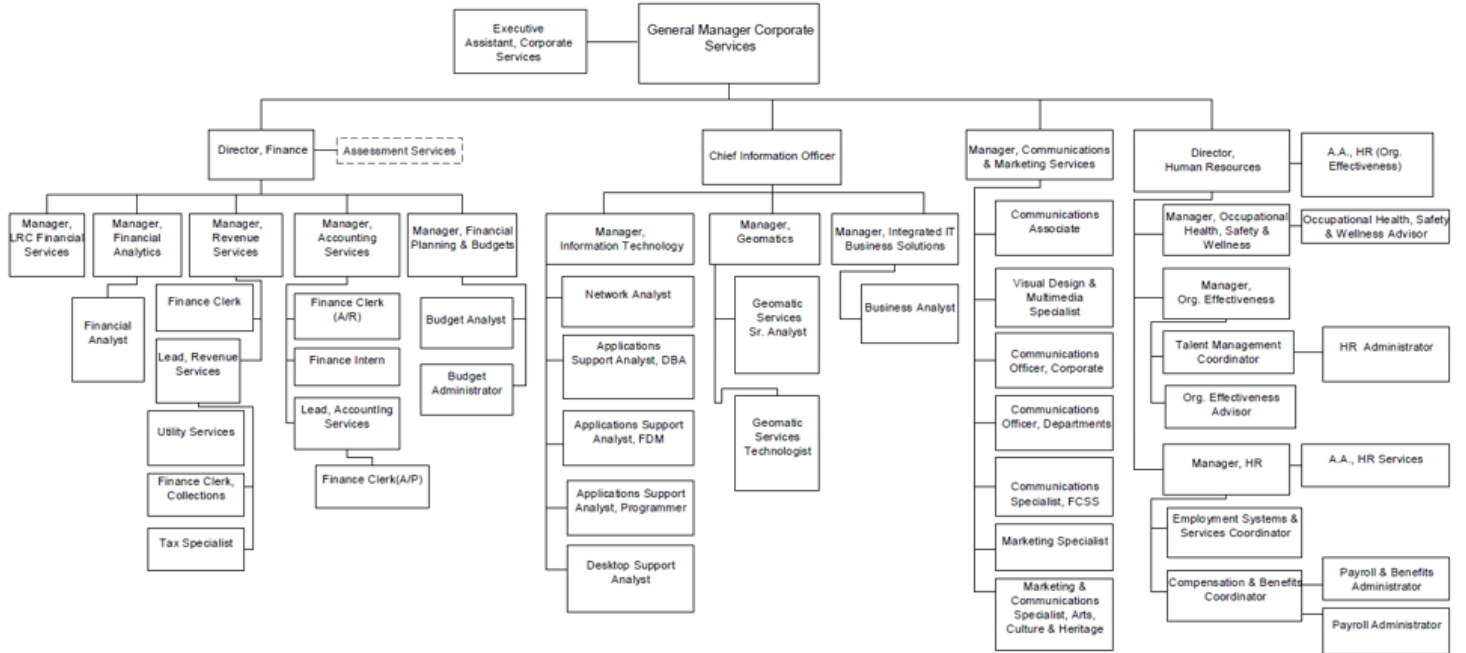 Executive
Assistant, Corporate
Services
General Manager Corporate
Services
Director, Finance
Assessment Services
Chief Information Officer
Manager, Communications
& Marketing Services
Director,
Human Resources
A.A., HR (Org.
Effectiveness)
Manager,
LRC Financial
Services
Manager,
Financial
Analytics
Manager,
Revenue
Services
Manager,
Accounting
Services
Manager, Financial
Planning & Budgets
Manager,
Information Technology
Manager,
Geomatics
Manager, Integrated IT
Business Solutions
Communications
Associate
Manager, Occupational
Health, Safety &
Wellness
Occupational Health, Safety
& Wellness Advisor
Financial
Analyst
Finance Clerk
Lead, Revenue
Services
Utility Services
Finance Clerk,
Collections
Tax Specialist
Finance Clerk
(A/R)
Finance Intern
Lead, Accounting
Services
Finance Clerk(A/P)
Budget Analyst
Budget
Administrator
Network Analyst
Applications
Support Analyst, DBA
Applications Support
Analyst, FDM
Applications Support
Analyst, Programmer
Desktop Support
Analyst
Geomatic
Services
Sr. Analyst
Geomatic
Services
Technologist
Business Analyst
Visual Design &
Multimedia
Specialist
Communications
Officer, Corporate
Communications
Officer, Departments
Communications
Specialist, FCSS
Marketing Specialist
Marketing &
Communications
Specialist, Arts,
Culture & Heritage
Manager,
Org. Effectiveness
Talent Management
Coordinator
HR Administrator
Org. Effectiveness
Advisor
Manager, HR
A.A., HR Services
Employment Systems &
Services Coordinator
Compensation & Benefits
Coordinator
Payroll & Benefits
Administrator
Payroll Administrator